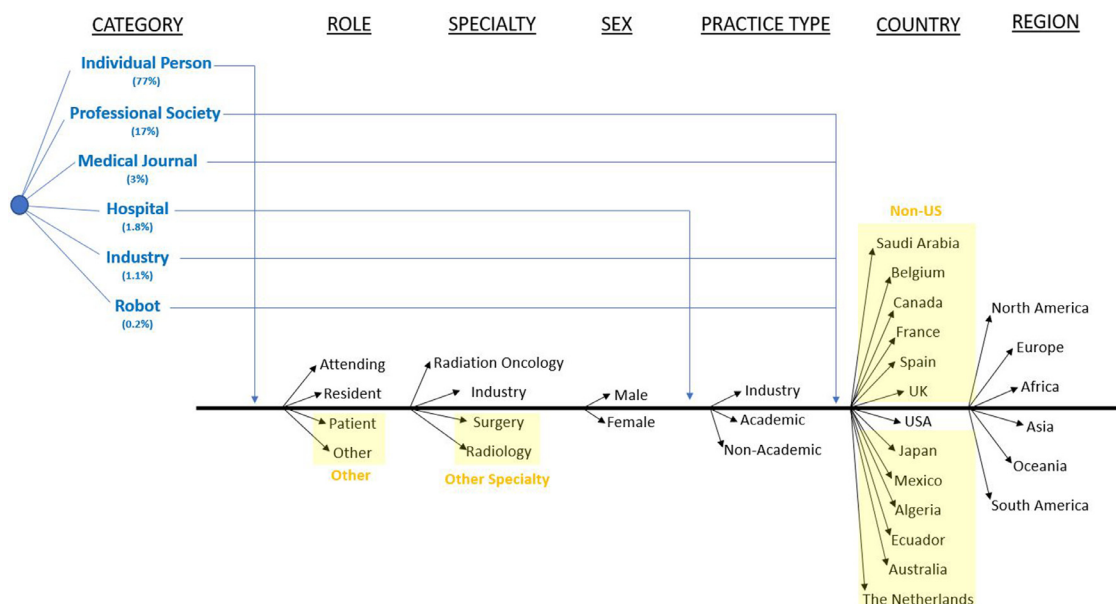 CATEGORY
ROLE
SPECIALTY
SEX
PRACTICE TYPE
COUNTRY
REGION
Individual Person
(77%)
Professional Society
(17%)
Medical Journal
(3%)
Hospital
(1.8%)
Industry
(1.1%)
Robot
(0.2%)
Attending
Resident
Patient
Other
Other
Radiation Oncology
Industry
Surgery
Radiology
Other Specialty
Male
Female
Industry
Academic
Non-Academic
Non-US
Saudi Arabia
Belgium
Canada
France
Spain
UK
USA
Japan
Mexico
Algeria
Ecuador
Australia
The Netherlands
North America
Europe
Africa
Asia
Oceania
South America